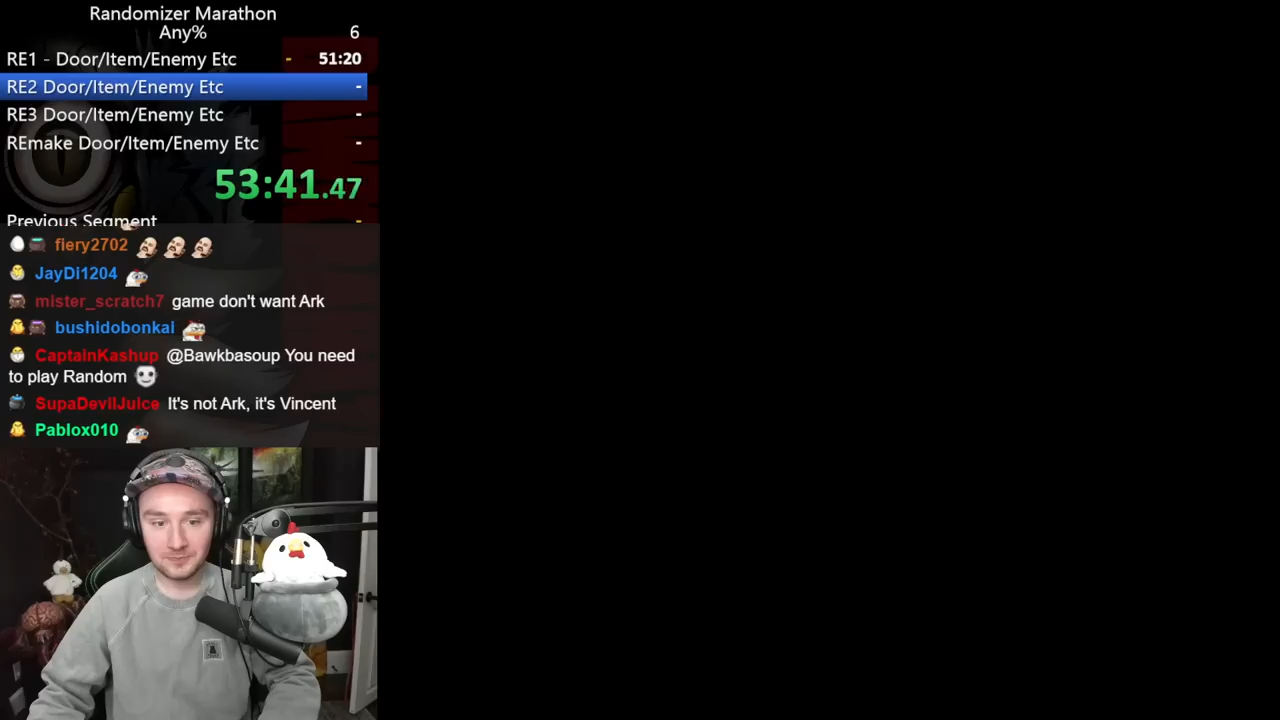 Randomizer Marathon
Any% 6
RE1 - Door/Item/Enemy Etc - 51:20
RE2 Door/Item/Enemy Etc -
RE3 Door/Item/Enemy Etc -
REmake Door/Item/Enemy Etc -
53:41.47
Previous Segment -
fiery2702
JayDi1204
mister_scratch7 game don't want Ark
bushidobonkai
CaptainKashup @Bawkbasoup You need
to play Random
SupaDevilJuice It's not Ark, it's Vincent
Pablox010